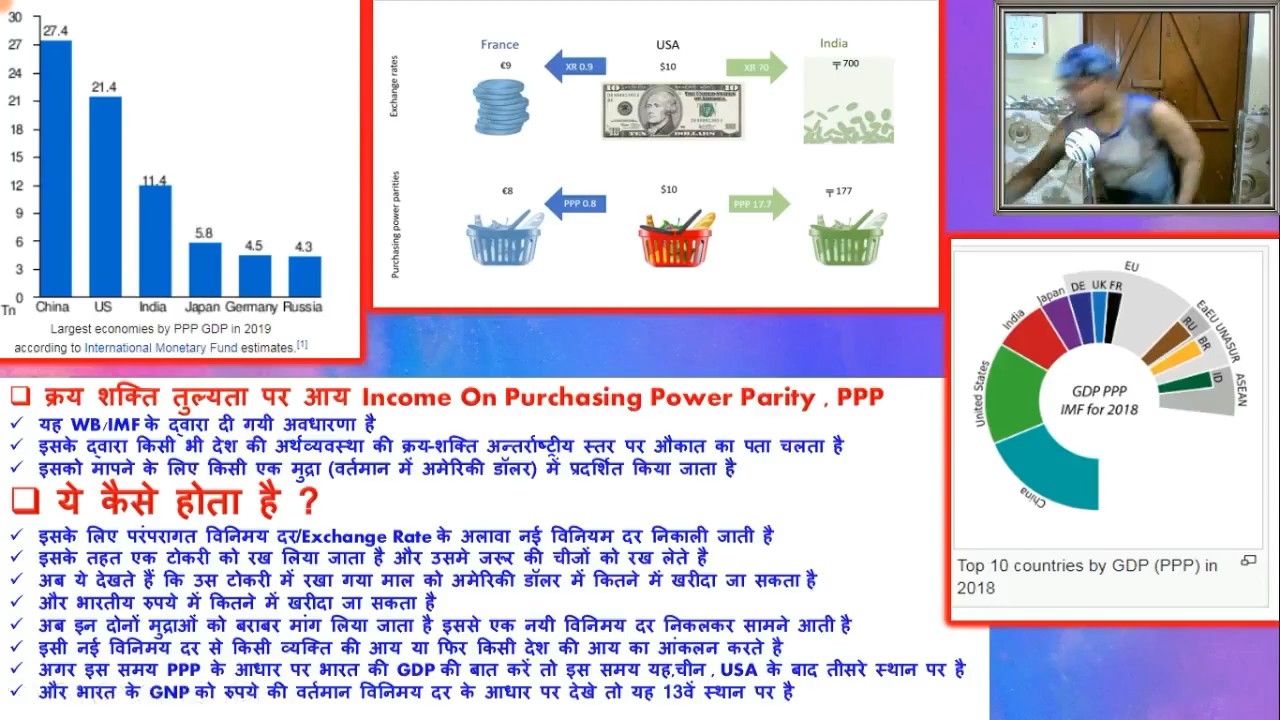 30
27
24
21
18
15
12
9
6
3
0
Tn
27.4
21.4
11.4
5.8
4.5
4.3
China US India Japan Germany Russia
Largest economies by PPP GDP in 2019
according to International Monetary Fund estimates.[1]
Exchange rates
France USA India
€9 XR 0.9 $10 XR 70 ₸ 700
Purchasing power parities
€8 PPP 0.8 $10 PPP 17.7 ₸ 177
EU
Japan DE UK FR
India
United States
China
EaEU UNASUR
RU
BR
ID
ASEAN
GDP PPP
IMF for 2018
Top 10 countries by GDP (PPP) in
2018
❑ क्रय शक्ति तुल्यता पर आय Income On Purchasing Power Parity , PPP
✓ यह WB/IMF के द्वारा दी गयी अवधारणा है
✓ इसके द्वारा किसी भी देश की अर्थव्यवस्था की क्रय-शक्ति अन्तर्राष्ट्रीय स्तर पर औकात का पता चलता है
✓ इसको मापने के लिए किसी एक मुद्रा (वर्तमान में अमेरिकी डॉलर) में प्रदर्शित किया जाता है
❑ ये कैसे होता है ?
✓ इसके लिए परंपरागत विनिमय दर/Exchange Rate के अलावा नई विनियम दर निकाली जाती है
✓ इसके तहत एक टोकरी को रख लिया जाता है और उसमे जरूर की चीजों को रख लेते है
✓ अब ये देखते हैं कि उस टोकरी में रखा गया माल को अमेरिकी डॉलर में कितने में खरीदा जा सकता है
✓ और भारतीय रुपये में कितने में खरीदा जा सकता है
✓ अब इन दोनों मुद्राओं को बराबर मांग लिया जाता है इससे एक नयी विनिमय दर निकलकर सामने आती है
✓ इसी नई विनिमय दर से किसी व्यक्ति की आय या फिर किसी देश की आय का आंकलन करते है
✓ अगर इस समय PPP के आधार पर भारत की GDP की बात करें तो इस समय यह,चीन , USA के बाद तीसरे स्थान पर है
✓ और भारत के GNP को रुपये की वर्तमान विनिमय दर के आधार पर देखे तो यह 13वें स्थान पर है